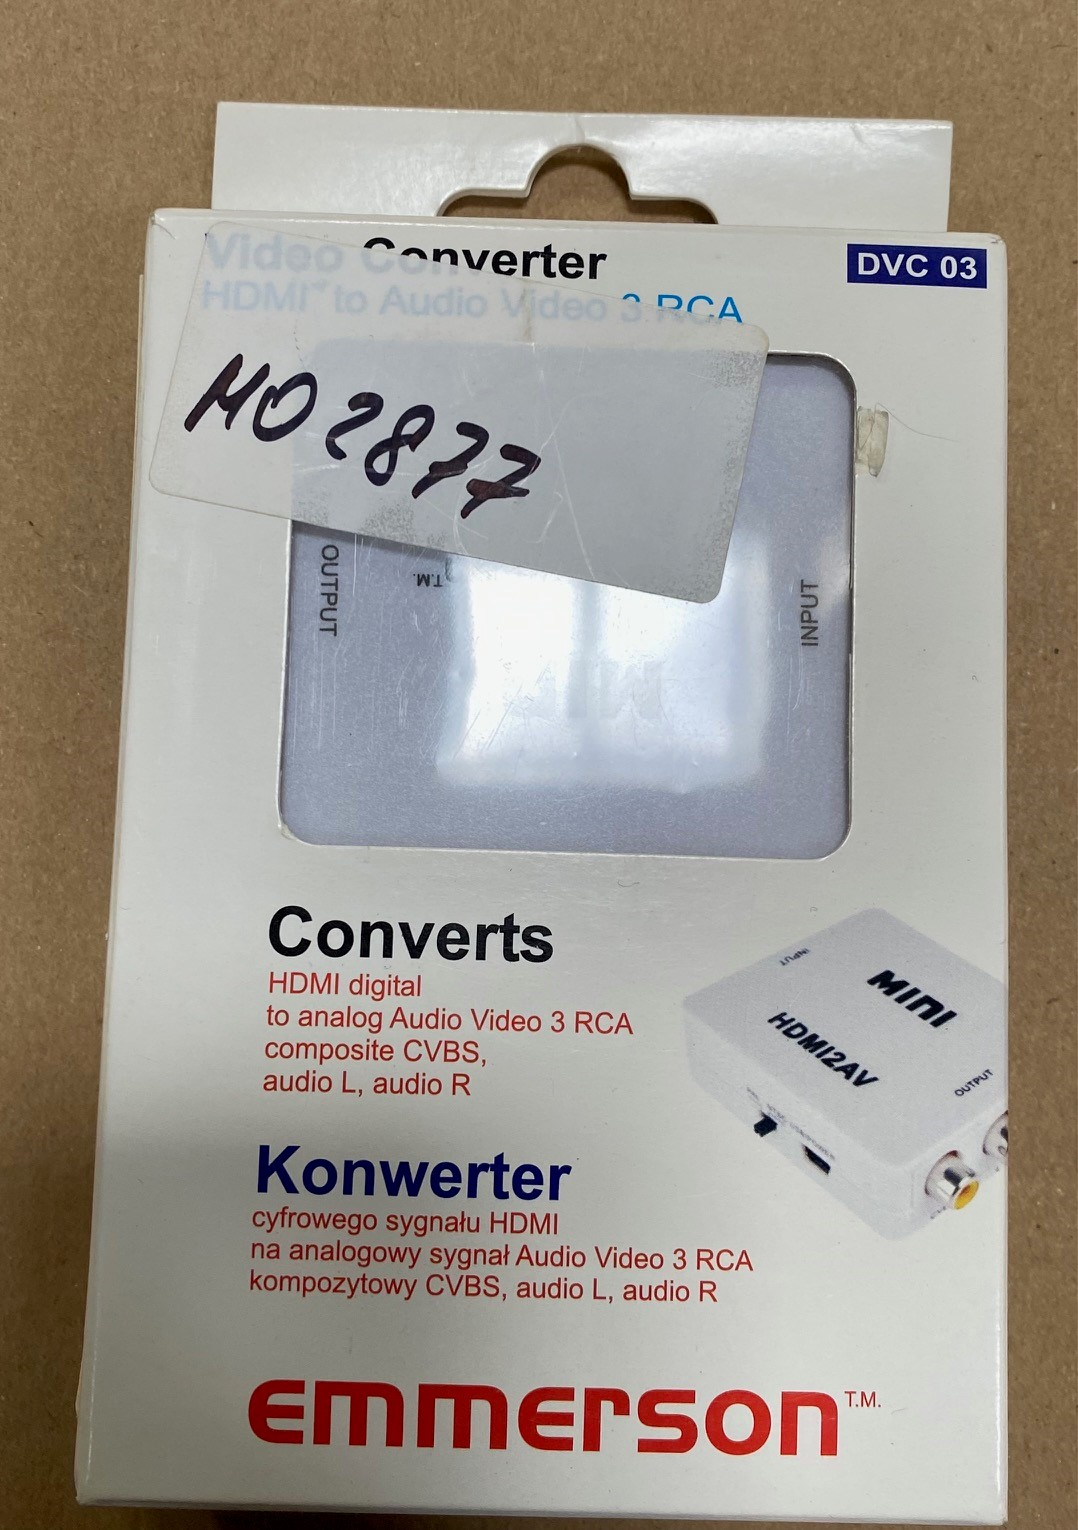 Video Converter
DVC 03
HDMI™ to Audio Video 3 RCA
MO2877
OUTPUT
T.M.
INPUT
MINI
Converts
HDMI digital
to analog Audio Video 3 RCA
composite CVBS,
audio L, audio R
INPUT
MINI
HDMI2AV
OUTPUT
Konwerter
cyfrowego sygnału HDMI
na analogowy sygnał Audio Video 3 RCA
kompozytowy CVBS, audio L, audio R
EMMERSON T.M.